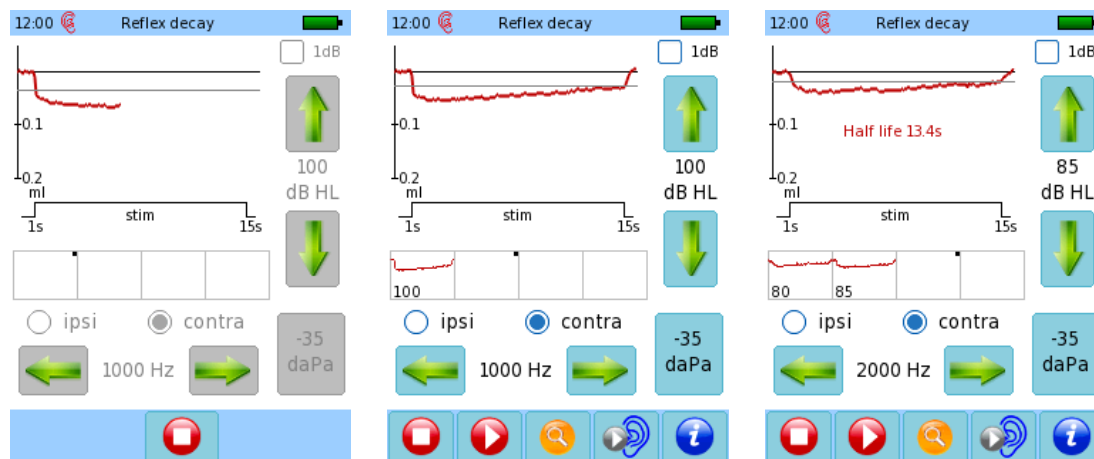 12:00 Reflex decay
1dB
0.1
100
dB HL
0.2
ml
stim
1s 15s
ipsi contra
-35
daPa
1000 Hz
12:00 Reflex decay
1dB
0.1
100
dB HL
0.2
ml
stim
1s 15s
100
ipsi contra
-35
daPa
1000 Hz
i
12:00 Reflex decay
1dB
0.1
Half life 13.4s
85
dB HL
0.2
ml
stim
1s 15s
80 85
ipsi contra
-35
daPa
2000 Hz
i